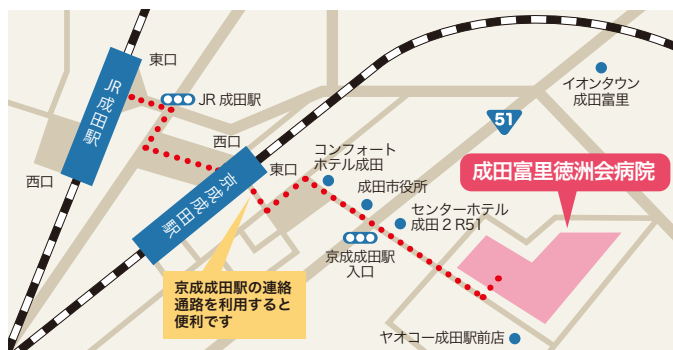 東口
JR成田駅
JR 成田駅
西口
西口
京成成田駅
東口
コンフォート
ホテル成田
成田市役所
センターホテル
成田２R51
京成成田駅
入口
51
イオンタウン
成田富里
成田富里徳洲会病院
京成成田駅の連絡
通路を利用すると
便利です
ヤオコー成田駅前店